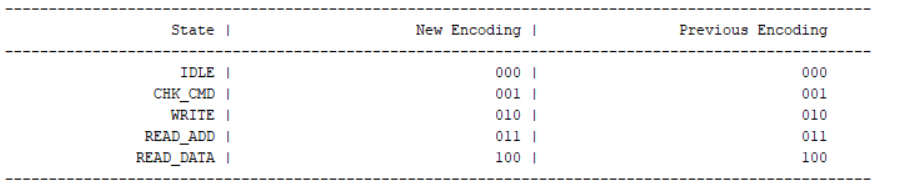 State | New Encoding | Previous Encoding
IDLE | 000 | 000
CHK_CMD | 001 | 001
WRITE | 010 | 010
READ_ADD | 011 | 011
READ_DATA | 100 | 100